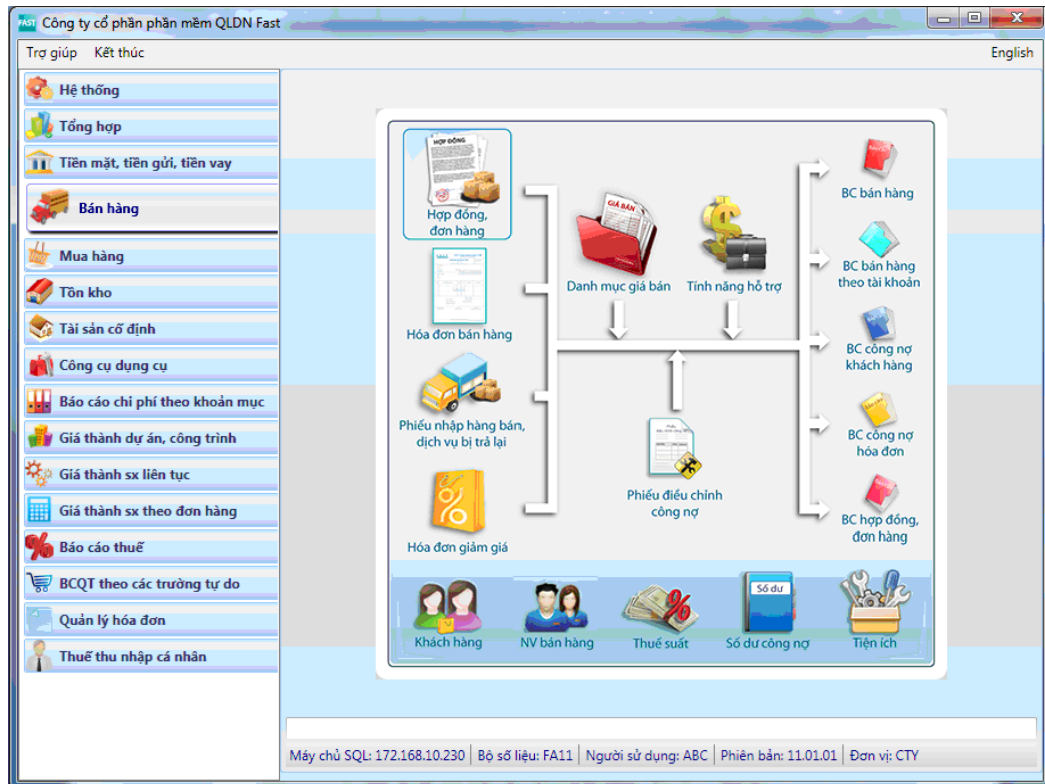 FAST Công ty cổ phần phần mềm QLDN Fast
Trợ giúp Kết thúc English
Hệ thống
Tổng hợp
Tiền mặt, tiền gửi, tiền vay
Bán hàng
Mua hàng
Tồn kho
Tài sản cố định
Công cụ dụng cụ
Báo cáo chi phí theo khoản mục
Giá thành dự án, công trình
Giá thành sx liên tục
Giá thành sx theo đơn hàng
Báo cáo thuế
BCQT theo các trường tự do
Quản lý hóa đơn
Thuế thu nhập cá nhân
HỢP ĐỒNG
Hợp đồng,
đơn hàng
Hóa đơn bán hàng
Phiếu nhập hàng bán,
dịch vụ bị trả lại
Hóa đơn giảm giá
GIÁ BÁN
Danh mục giá bán
Tính năng hỗ trợ
Phiếu điều chỉnh
công nợ
BC bán hàng
BC bán hàng
theo tài khoản
BC công nợ
khách hàng
BC công nợ
hóa đơn
BC hợp đồng,
đơn hàng
Khách hàng
NV bán hàng
Thuế suất
Số dư
Số dư công nợ
Tiện ích
Máy chủ SQL: 172.168.10.230 Bộ số liệu: FA11 Người sử dụng: ABC Phiên bản: 11.01.01 Đơn vị: CTY